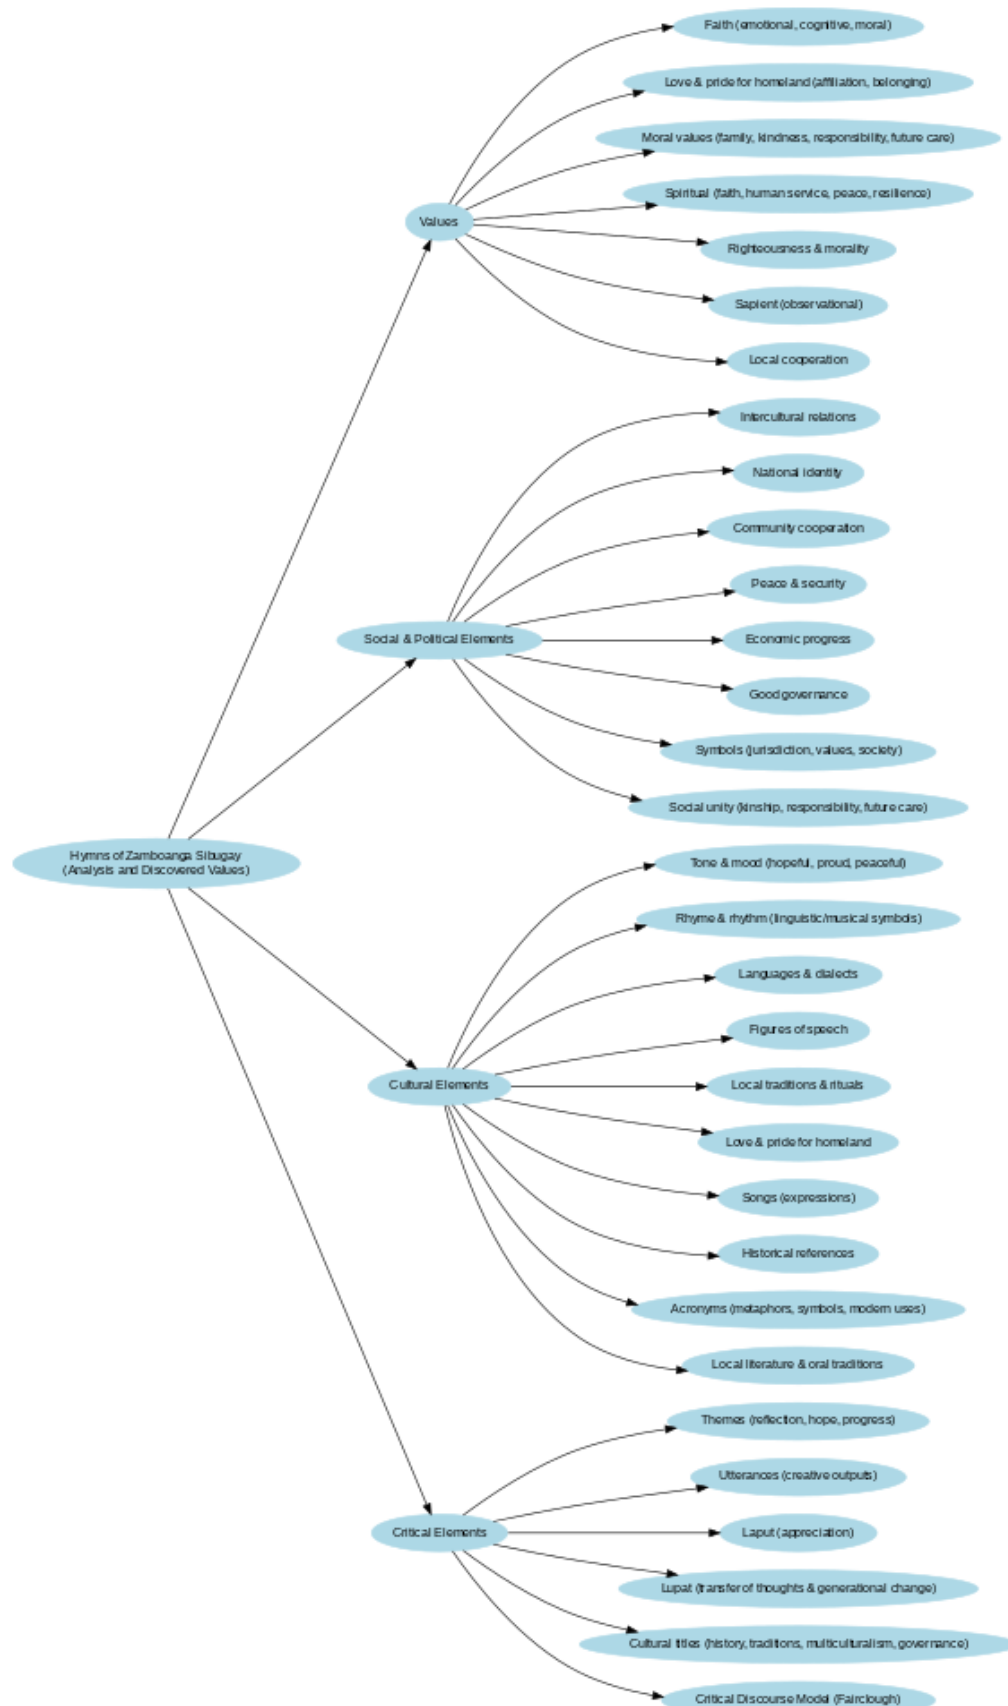 Faith (emotional, cognitive, moral)
Love & pride for homeland (affiliation, belonging)
Moral values (family, kindness, responsibility, future care)
Spiritual (faith, human service, peace, resilience)
Values
Righteousness & morality
Sapient (observational)
Local cooperation
Intercultural relations
National identity
Community cooperation
Peace & security
Social & Political Elements
Economic progress
Good governance
Symbols (jurisdiction, values, society)
Social unity (kinship, responsibility, future care)
Hymns of Zamboanga Sibugay
(Analysis and Discovered Values)
Tone & mood (hopeful, proud, peaceful)
Rhyme & rhythm (linguistic/musical symbols)
Languages & dialects
Figures of speech
Cultural Elements
Local traditions & rituals
Love & pride for homeland
Songs (expressions)
Historical references
Acronyms (metaphors, symbols, modern uses)
Local literature & oral traditions
Themes (reflection, hope, progress)
Utterances (creative outputs)
Critical Elements
Laput (appreciation)
Lupat (transfer of thoughts & generational change)
Cultural titles (history, traditions, multiculturalism, governance)
Critical Discourse Model (Fairclough)